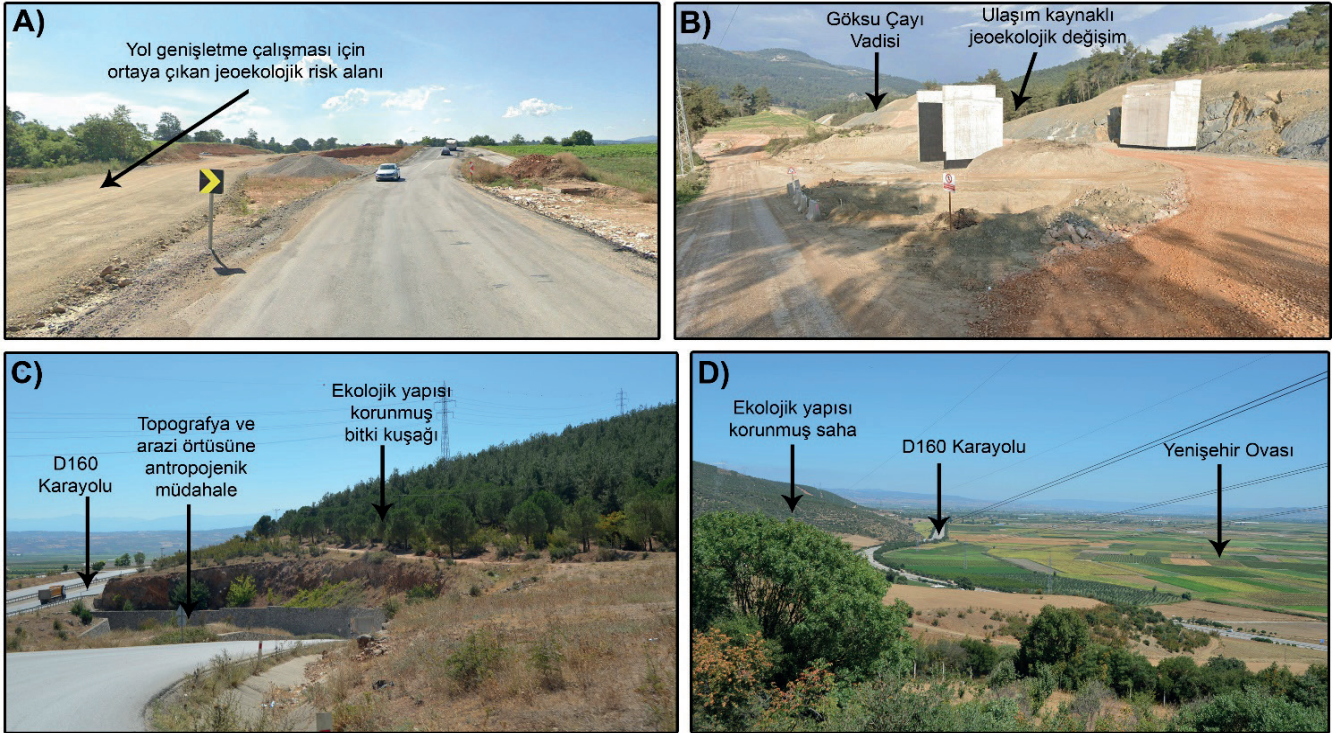 A)
Yol genişletme çalışması için
ortaya çıkan jeoekolojik risk alanı
B)
Göksu Çayı
Vadisi
Ulaşım kaynaklı
jeoekolojik değişim
C)
D160
Karayolu
Topografya ve
arazi örtüsüne
antropojenik
müdahale
Ekolojik yapısı
korunmuş
bitki kuşağı
D)
Ekolojik yapısı
korunmuş saha
D160 Karayolu
Yenişehir Ovası